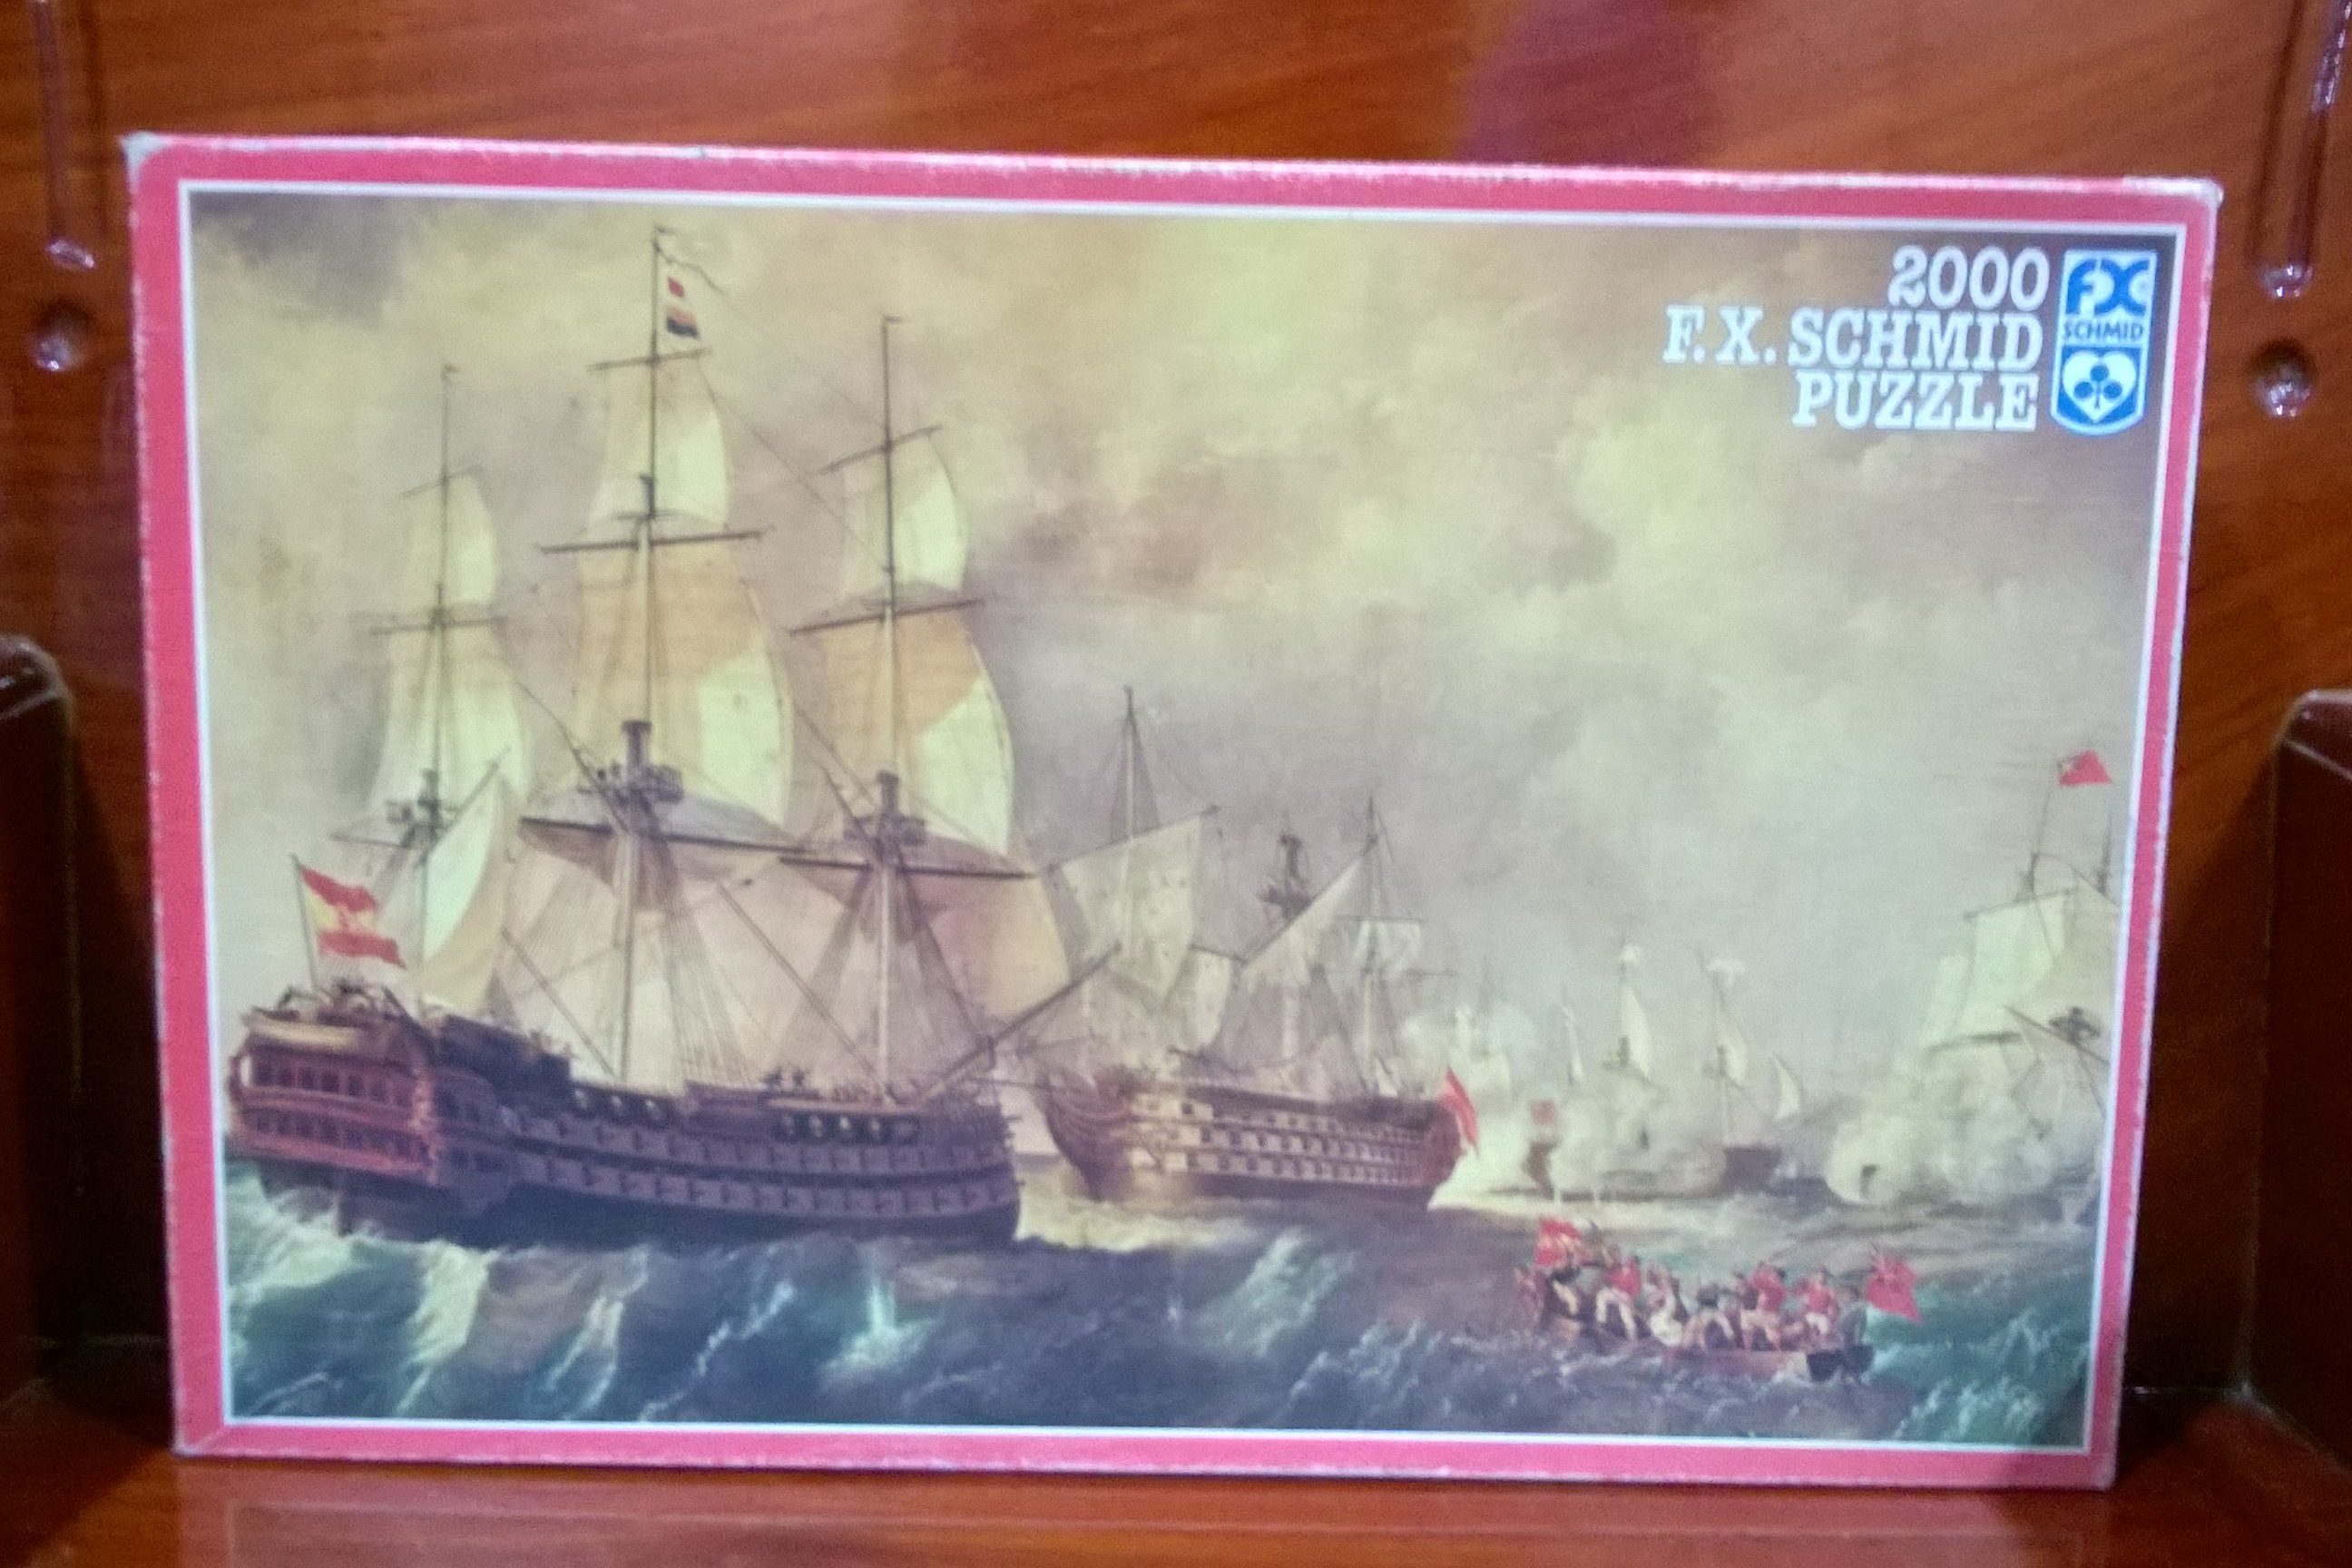 2000
F.X. SCHMID
PUZZLE
FX
SCHMID